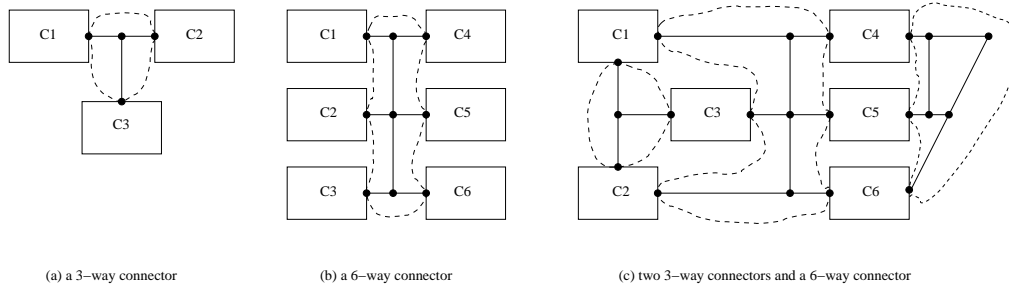 C1
C2
C3
C1
C4
C2
C5
C3
C6
C1
C4
C3
C5
C2
C6
(a) a 3−way connector
(b) a 6−way connector
(c) two 3−way connectors and a 6−way connector